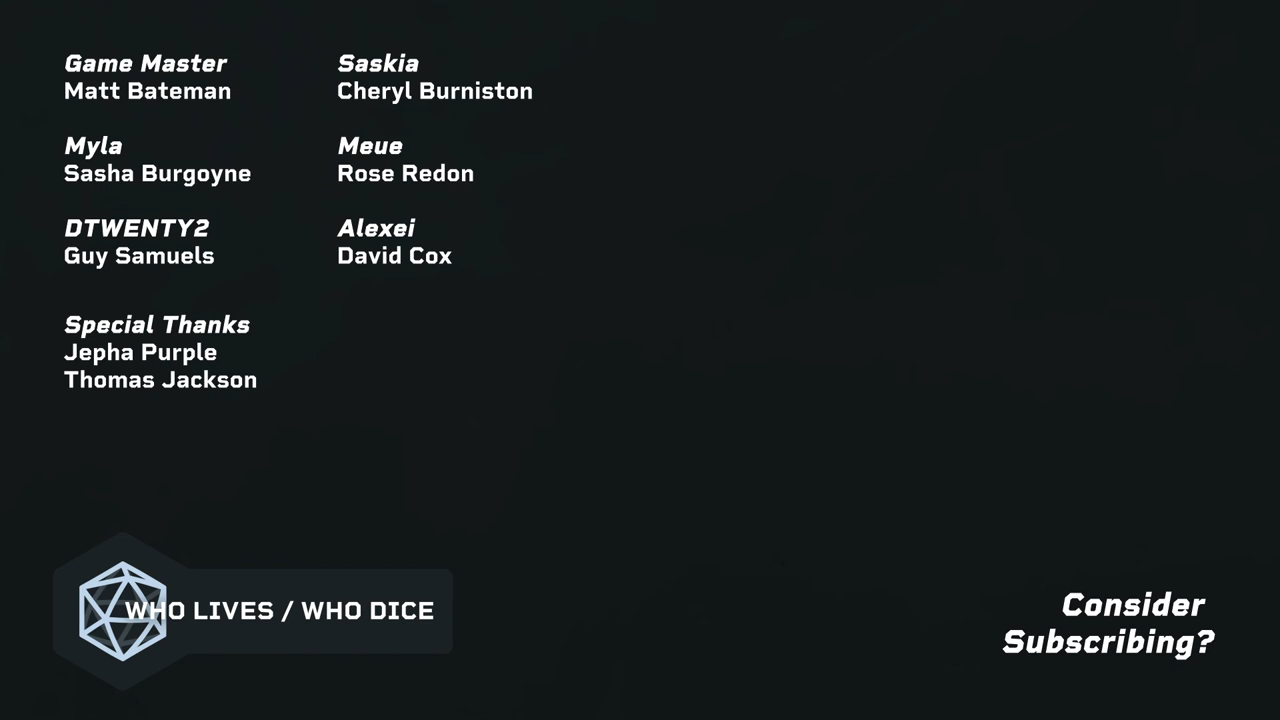 Game Master
Matt Bateman
Saskia
Cheryl Burniston
Myla
Sasha Burgoyne
Meue
Rose Redon
DTWENTY2
Guy Samuels
Alexei
David Cox
Special Thanks
Jepha Purple
Thomas Jackson
WHO LIVES / WHO DICE
Consider
Subscribing?